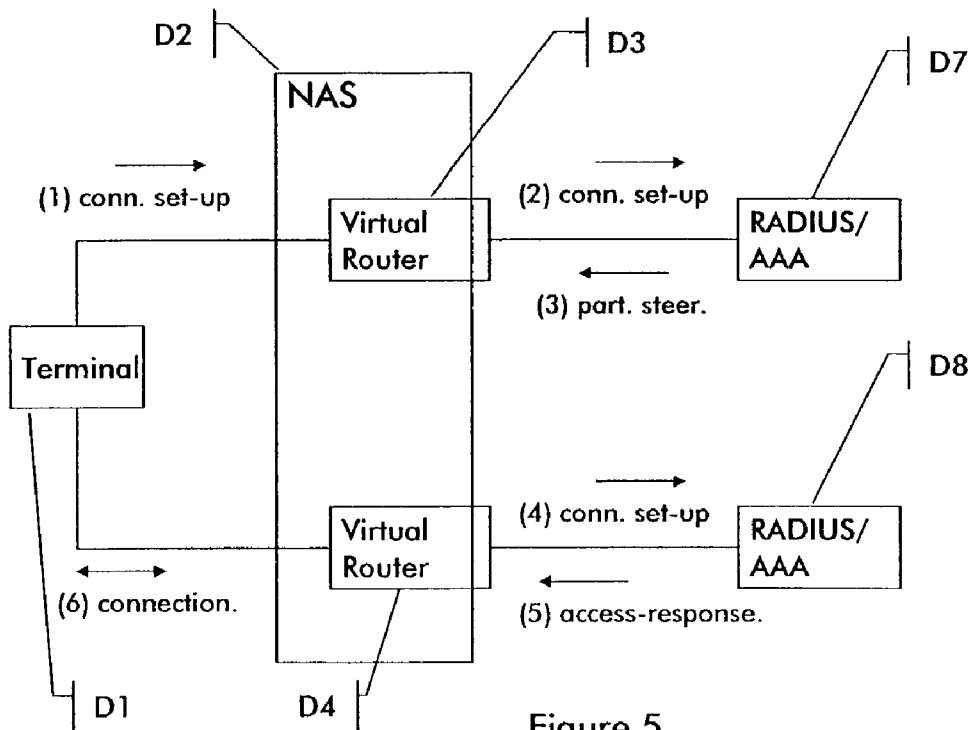 D2
D3
D7
NAS
(1) conn. set-up
(2) conn. set-up
Virtual
Router
RADIUS/
AAA
(3) part. steer.
Terminal
D8
Virtual
Router
(4) conn. set-up
RADIUS/
AAA
(6) connection.
(5) access-response.
D1
D4
Figure 5